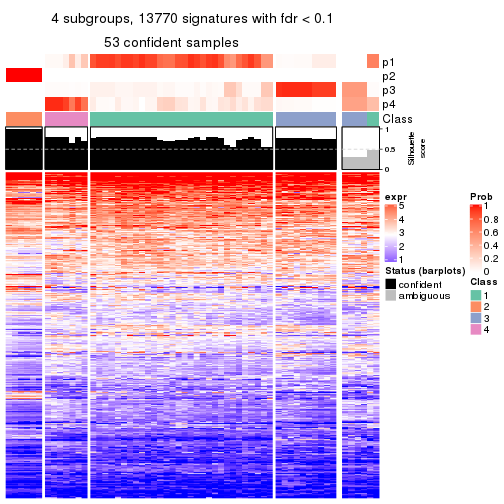 4 subgroups, 13770 signatures with fdr < 0.1
53 confident samples
p1
p2
p3
p4
Class
1
0.5
0
Silhouette
score
expr
5
4
3
2
1
Status (barplots)
confident
ambiguous
Prob
1
0.8
0.6
0.4
0.2
0
Class
1
2
3
4